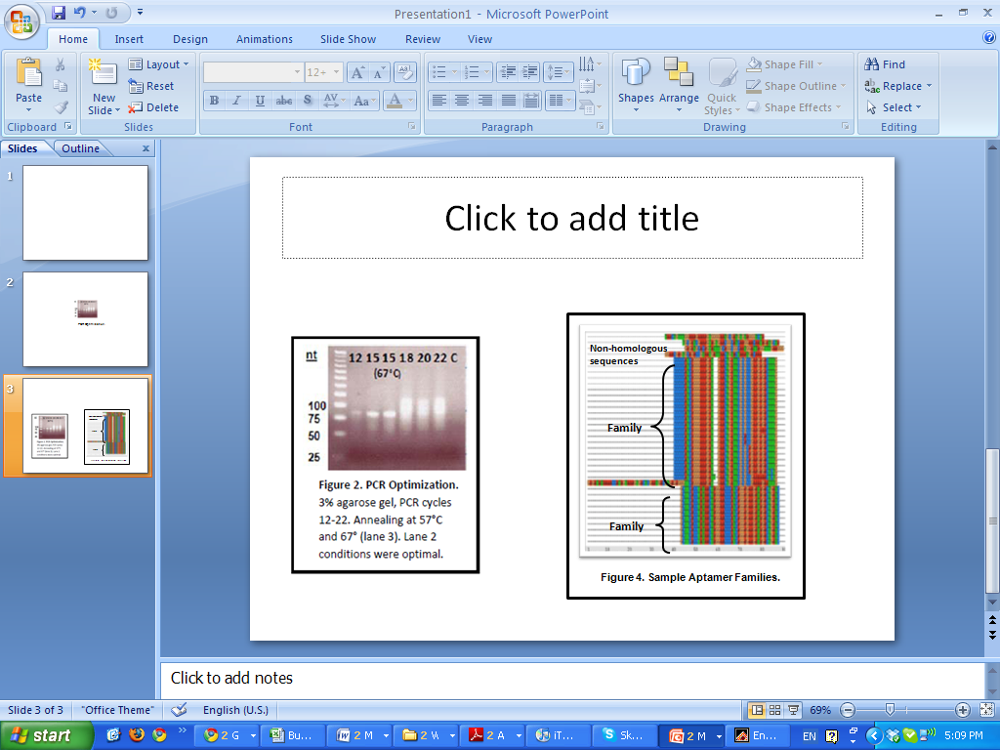 Presentation1 - Microsoft PowerPoint
Home Insert Design Animations Slide Show Review View
Paste
Clipboard
New Slide
Layout
Reset
Delete
Slides
12+
B I U abc S AV Aa A
Font
Paragraph
Shapes Arrange Quick Styles
Shape Fill
Shape Outline
Shape Effects
Drawing
Find
Replace
Select
Editing
Slides Outline x
1
2
3
Click to add title
nt 12 15 15 18 20 22 C
(67°C)
100
75
50
25
Figure 2. PCR Optimization.
3% agarose gel, PCR cycles
12-22. Annealing at 57°C
and 67° (lane 3). Lane 2
conditions were optimal.
Non-homologous
sequences
Family
Family
Figure 4. Sample Aptamer Families.
Click to add notes
Slide 3 of 3 "Office Theme" English (U.S.) 69%
start 2 G Bu... 2 M 2 W 2 A iT... Sk... 2 M En... EN 5:09 PM